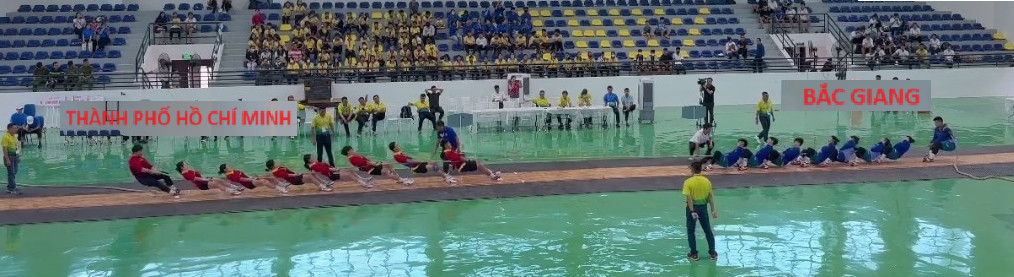 THÀNH PHỐ HỒ CHÍ MINH
BẮC GIANG